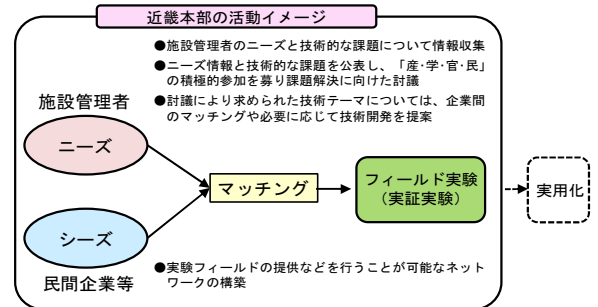 近畿本部の活動イメージ
●施設管理者のニーズと技術的な課題について情報収集
●ニーズ情報と技術的な課題を公表し、「産・学・官・民」
の積極的参加を募り課題解決に向けた討議
●討議により求められた技術テーマについては、企業間
のマッチングや必要に応じて技術開発を提案
施設管理者
ニーズ
マッチング
フィールド実験
（実証実験）
実用化
シーズ
民間企業等
●実験フィールドの提供などを行うことが可能なネット
ワークの構築